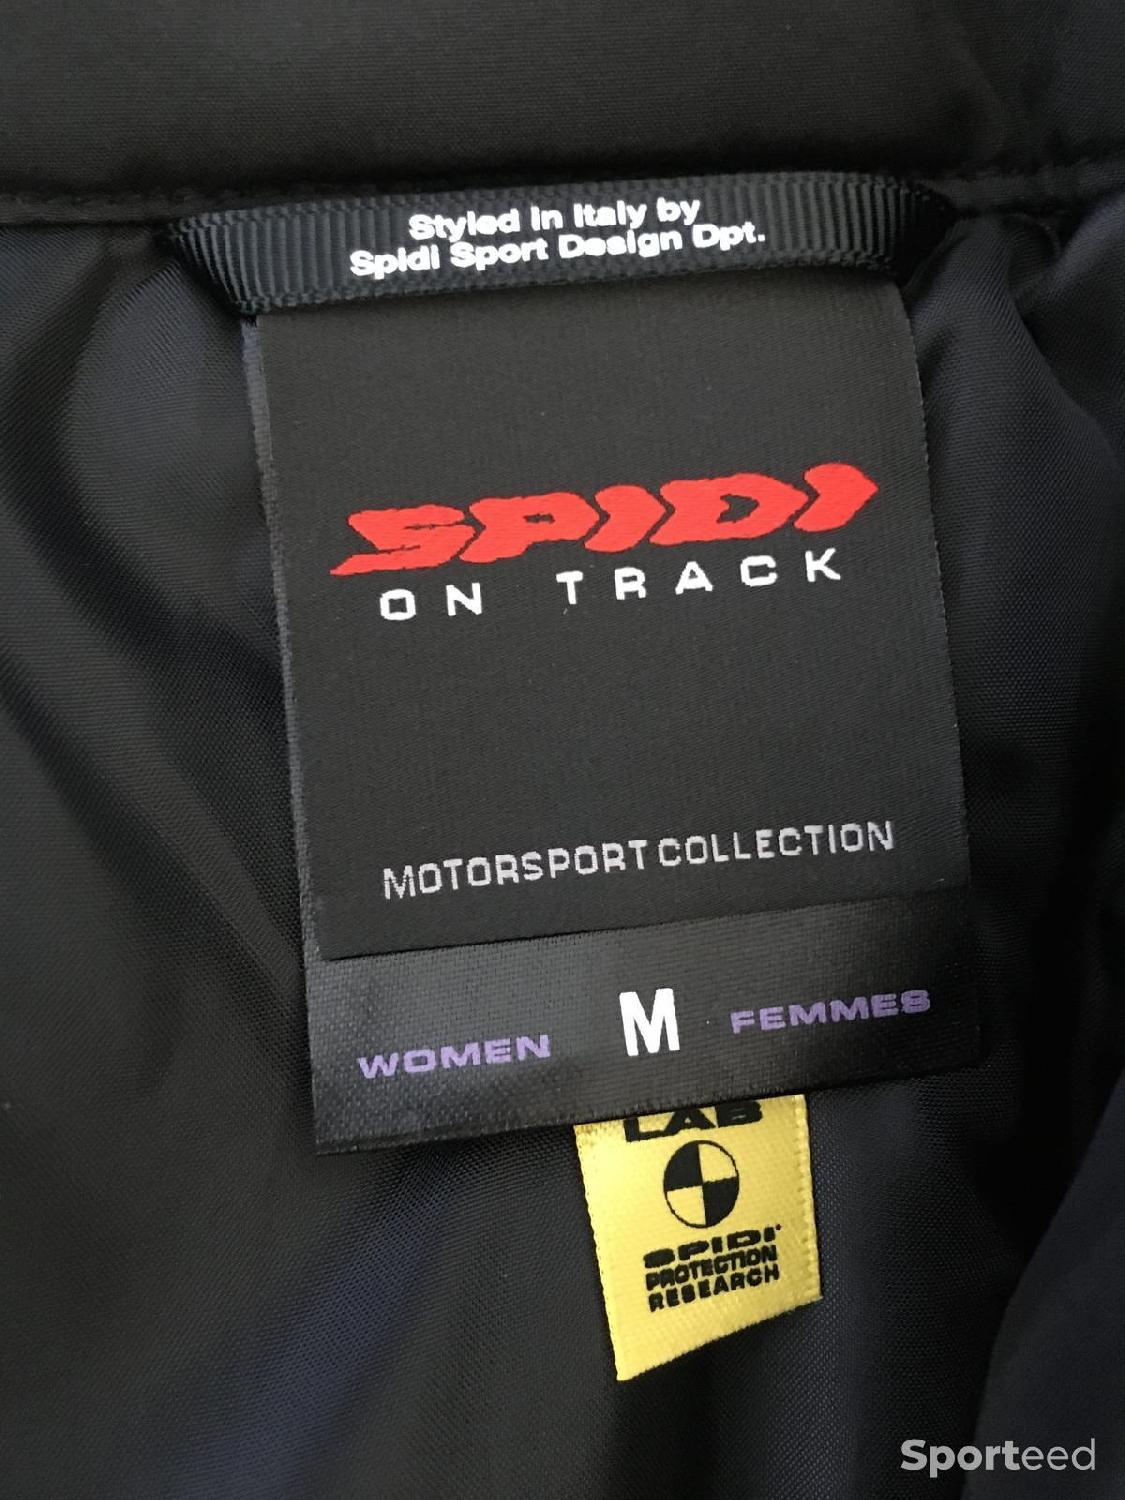 Styled in Italy by
Spidi Sport Design Dpt.
SPIDI
ON TRACK
MOTORSPORT COLLECTION
WOMEN M FEMMES
LAB
SPIDI
PROTECTION
RESEARCH
Sporteed